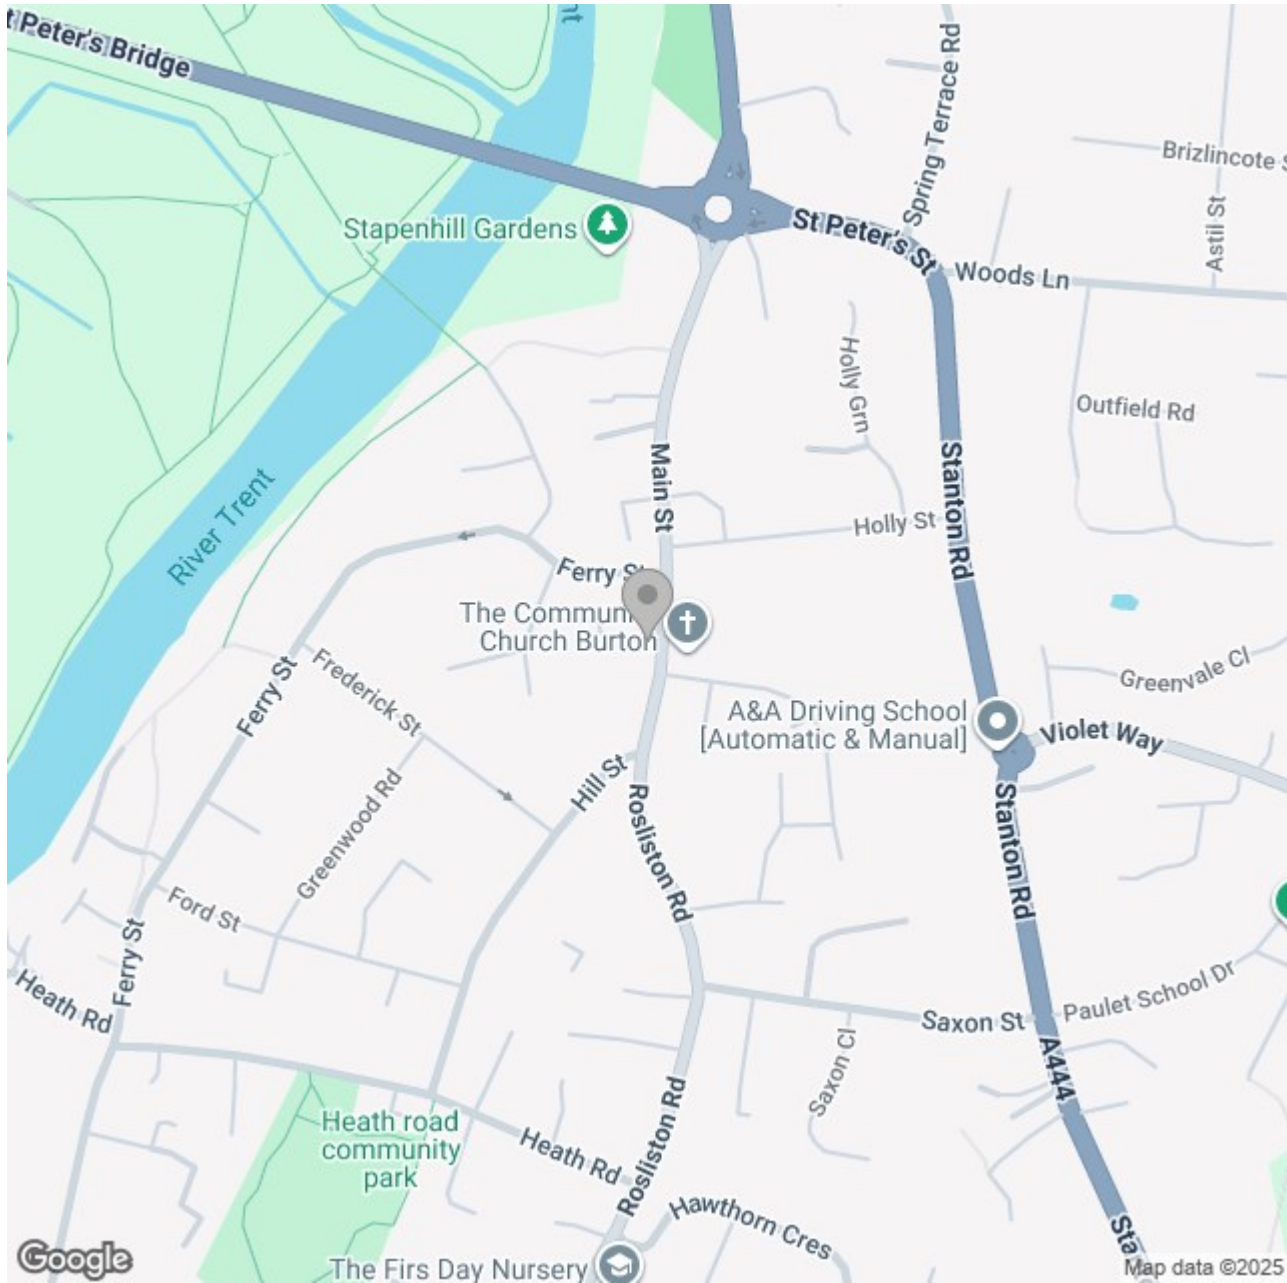 t Peter's Bridge
nt
Spring Terrace Rd
Brizlincote S
Stapenhill Gardens
St Peter's St
Astil St
Woods Ln
Holly Grn
Outfield Rd
Main St
Stanton Rd
River Trent
Holly St
Ferry St
The Communi
Church Burton
Greenvale Cl
Frederick St
Ferry St
A&A Driving School
[Automatic & Manual]
Violet Way
Hill St
Greenwood Rd
Rosliston Rd
Stanton Rd
Ford St
Ferry St
Heath Rd
Paulet School Dr
Saxon St
Saxon Cl
A444
Heath road
community
park
Heath Rd
Rosliston Rd
Hawthorn Cres
Sta
Google
The Firs Day Nursery
Map data ©2025